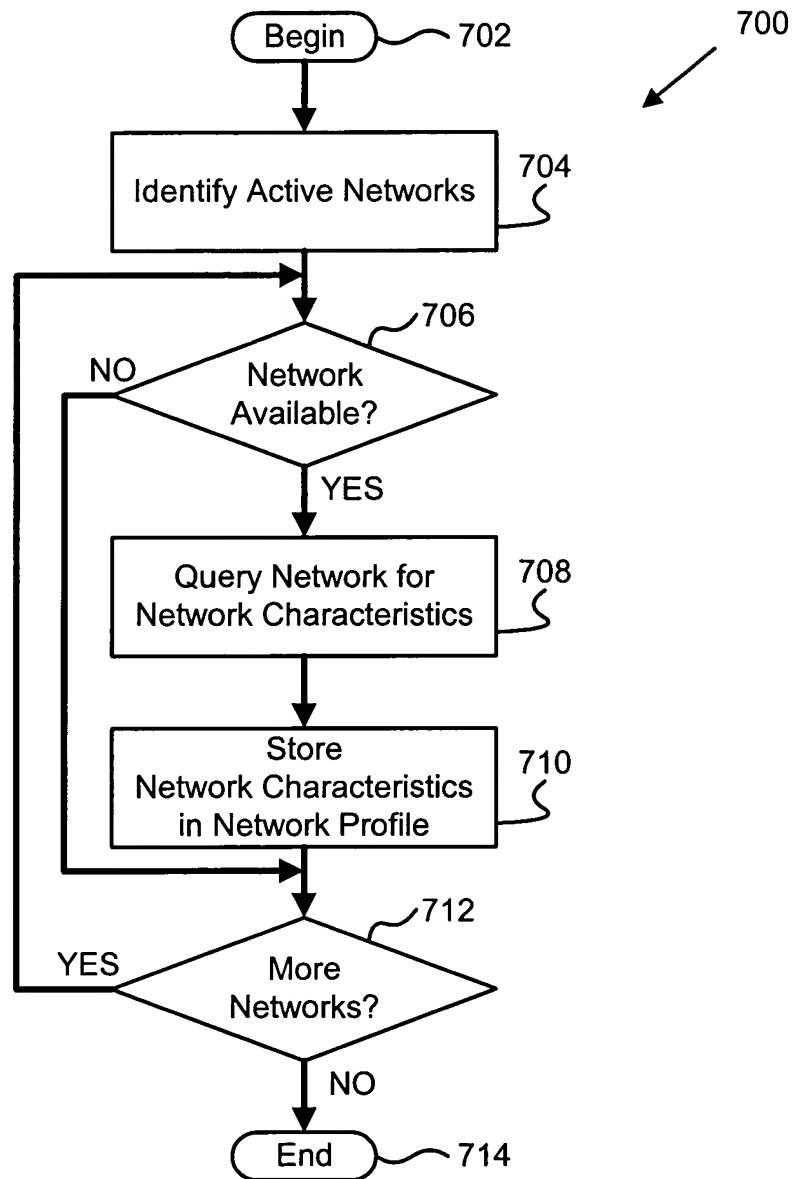 Begin
702
700
Identify Active Networks
704
706
NO
Network
Available?
YES
Query Network for
Network Characteristics
708
Store
Network Characteristics
in Network Profile
710
712
YES
More
Networks?
NO
End
714